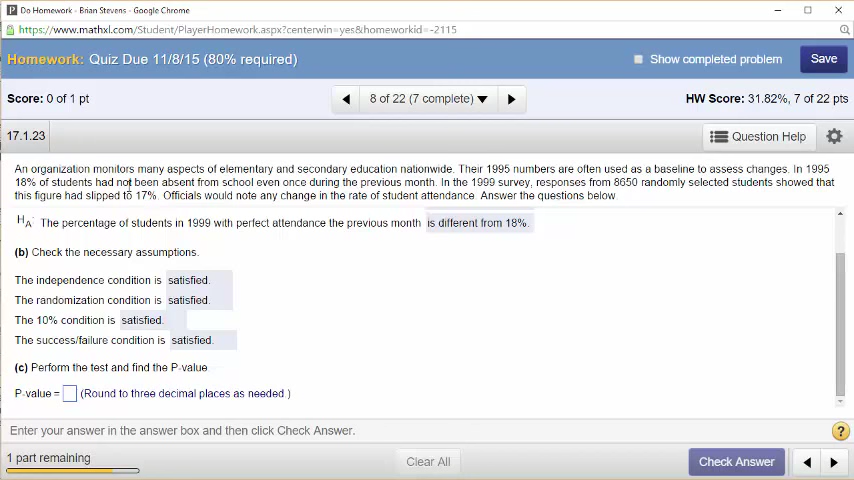 Do Homework - Brian Stevens - Google Chrome
https://www.mathxl.com/Student/PlayerHomework.aspx?centerwin=yes&homeworkid=-2115
Homework: Quiz Due 11/8/15 (80% required)
Show completed problem
Save
Score: 0 of 1 pt
8 of 22 (7 complete)
HW Score: 31.82%, 7 of 22 pts
17.1.23
Question Help
An organization monitors many aspects of elementary and secondary education nationwide. Their 1995 numbers are often used as a baseline to assess changes. In 1995
18% of students had not been absent from school even once during the previous month. In the 1999 survey, responses from 8650 randomly selected students showed that
this figure had slipped to 17%. Officials would note any change in the rate of student attendance. Answer the questions below.
HA: The percentage of students in 1999 with perfect attendance the previous month is different from 18%.
(b) Check the necessary assumptions.
The independence condition is satisfied.
The randomization condition is satisfied.
The 10% condition is satisfied.
The success/failure condition is satisfied.
(c) Perform the test and find the P-value.
P-value = (Round to three decimal places as needed.)
Enter your answer in the answer box and then click Check Answer.
?
1 part remaining
Clear All
Check Answer